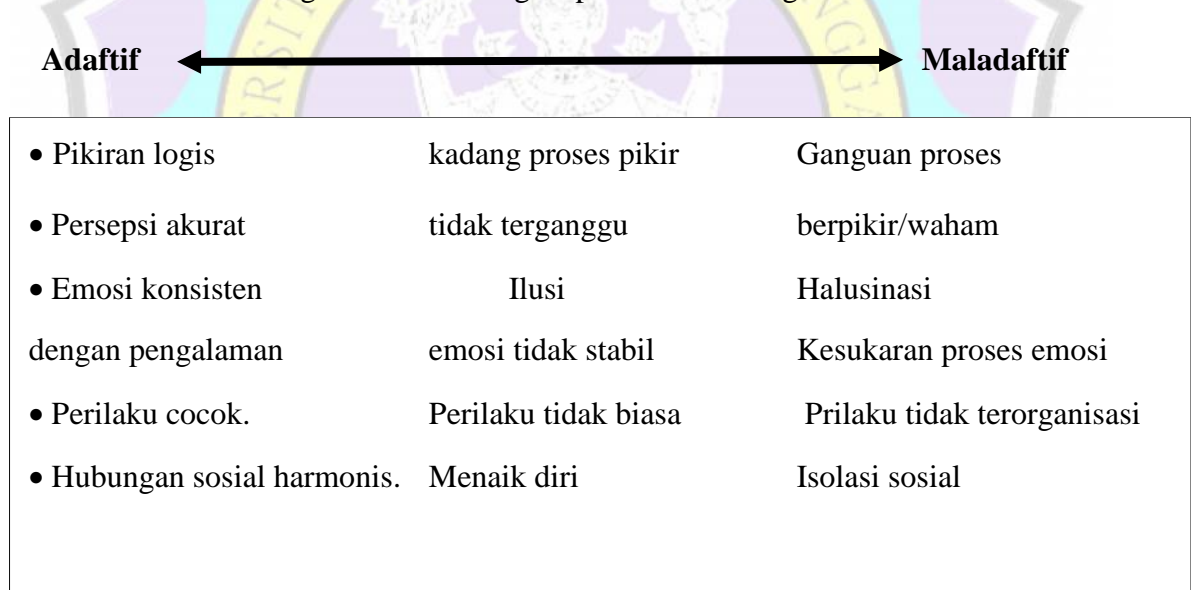 Adaftif Maladaftif
• Pikiran logis kadang proses pikir Ganguan proses
• Persepsi akurat tidak terganggu berpikir/waham
• Emosi konsisten Ilusi Halusinasi
dengan pengalaman emosi tidak stabil Kesukaran proses emosi
• Perilaku cocok. Perilaku tidak biasa Prilaku tidak terorganisasi
• Hubungan sosial harmonis. Menaik diri Isolasi sosial